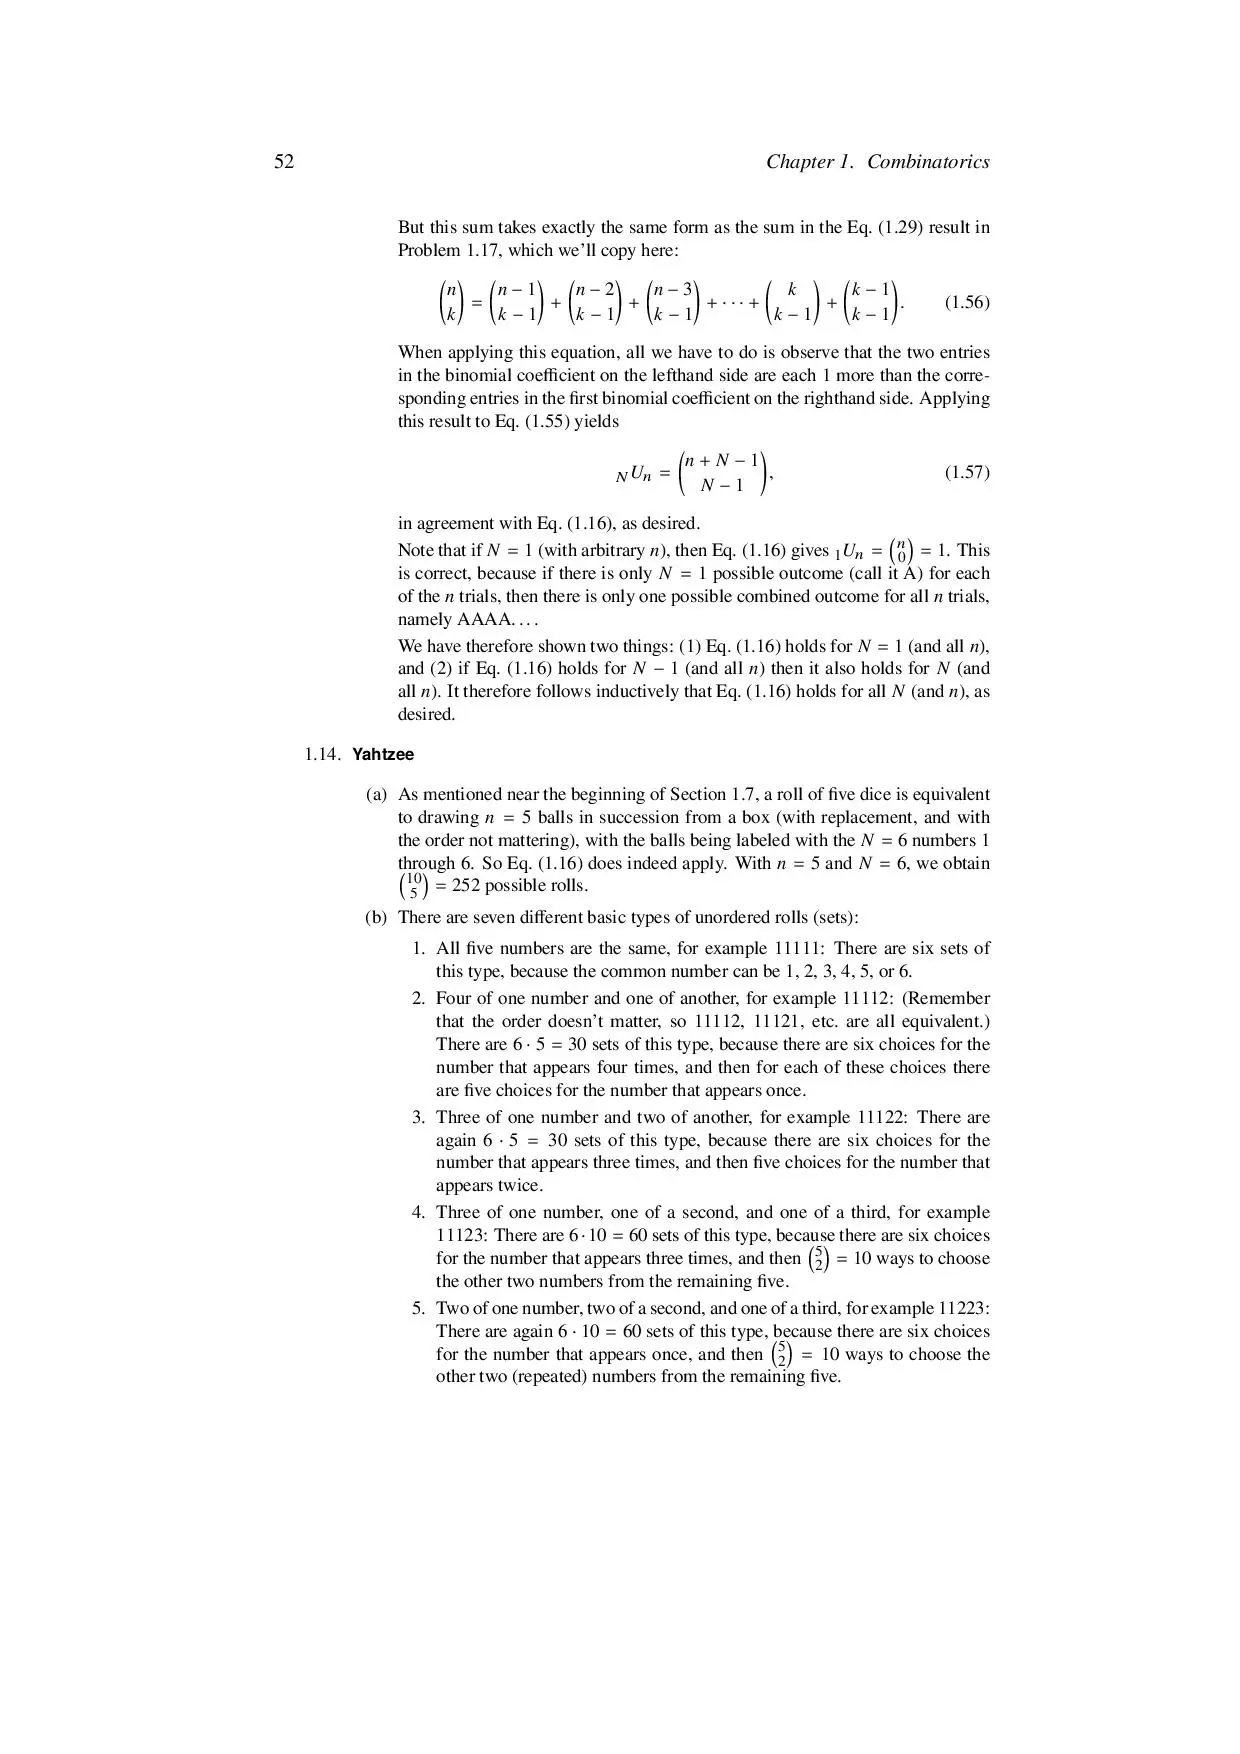 52 Chapter 1. Combinatorics
But this sum takes exactly the same form as the sum in the Eq. (1.29) result in
Problem 1.17, which we’ll copy here:
\binom{n}{k} = \binom{n − 1}{k − 1} + \binom{n − 2}{k − 1} + \binom{n − 3}{k − 1} + · · · + \binom{k}{k − 1} + \binom{k − 1}{k − 1}. (1.56)
When applying this equation, all we have to do is observe that the two entries
in the binomial coefficient on the lefthand side are each 1 more than the corre-
sponding entries in the first binomial coefficient on the righthand side. Applying
this result to Eq. (1.55) yields
_N U_n = \binom{n + N − 1}{N − 1}, (1.57)
in agreement with Eq. (1.16), as desired.
Note that if N = 1 (with arbitrary n), then Eq. (1.16) gives _1 U_n = \binom{n}{0} = 1. This
is correct, because if there is only N = 1 possible outcome (call it A) for each
of the n trials, then there is only one possible combined outcome for all n trials,
namely AAAA. . . .
We have therefore shown two things: (1) Eq. (1.16) holds for N = 1 (and all n),
and (2) if Eq. (1.16) holds for N − 1 (and all n) then it also holds for N (and
all n). It therefore follows inductively that Eq. (1.16) holds for all N (and n), as
desired.
1.14. Yahtzee
(a) As mentioned near the beginning of Section 1.7, a roll of five dice is equivalent
to drawing n = 5 balls in succession from a box (with replacement, and with
the order not mattering), with the balls being labeled with the N = 6 numbers 1
through 6. So Eq. (1.16) does indeed apply. With n = 5 and N = 6, we obtain
\binom{10}{5} = 252 possible rolls.
(b) There are seven different basic types of unordered rolls (sets):
1. All five numbers are the same, for example 11111: There are six sets of
this type, because the common number can be 1, 2, 3, 4, 5, or 6.
2. Four of one number and one of another, for example 11112: (Remember
that the order doesn’t matter, so 11112, 11121, etc. are all equivalent.)
There are 6 · 5 = 30 sets of this type, because there are six choices for the
number that appears four times, and then for each of these choices there
are five choices for the number that appears once.
3. Three of one number and two of another, for example 11122: There are
again 6 · 5 = 30 sets of this type, because there are six choices for the
number that appears three times, and then five choices for the number that
appears twice.
4. Three of one number, one of a second, and one of a third, for example
11123: There are 6 · 10 = 60 sets of this type, because there are six choices
for the number that appears three times, and then \binom{5}{2} = 10 ways to choose
the other two numbers from the remaining five.
5. Two of one number, two of a second, and one of a third, for example 11223:
There are again 6 · 10 = 60 sets of this type, because there are six choices
for the number that appears once, and then \binom{5}{2} = 10 ways to choose the
other two (repeated) numbers from the remaining five.